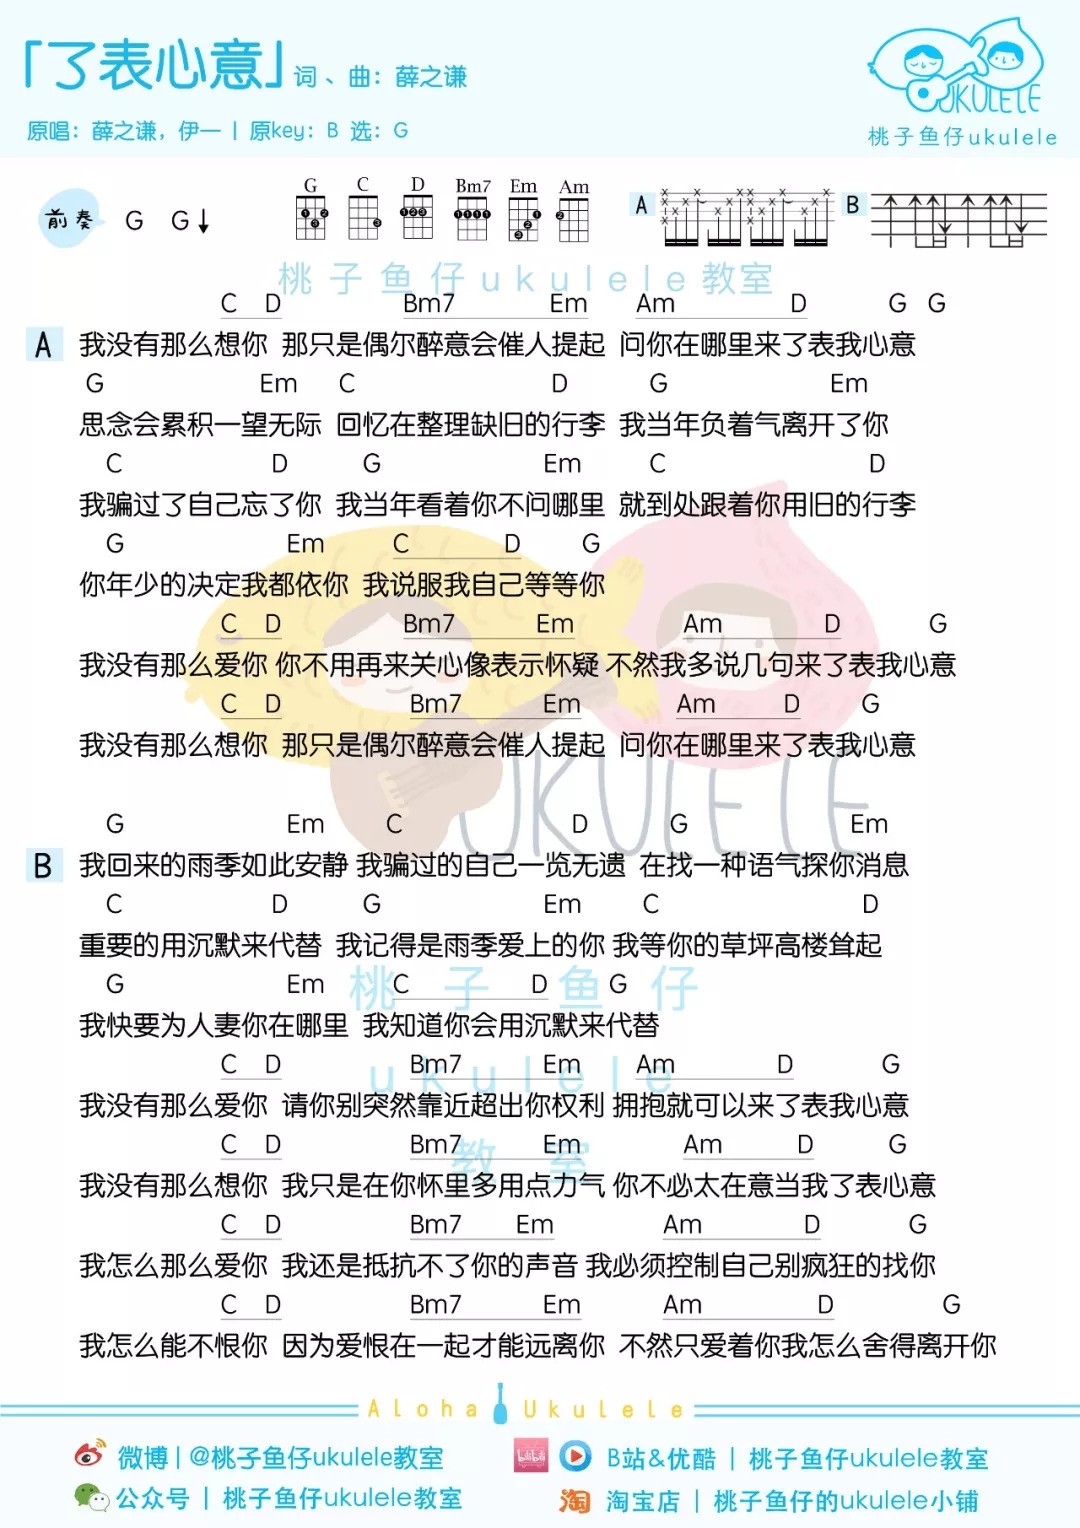 「了表心意」词、曲：薛之谦
UKULELE
桃子鱼仔ukulele
原唱：薛之谦，伊一 | 原key：B 选：G
G C D Bm7 Em Am
前奏 G G↓ A B
桃子鱼仔ukulele教室
C D Bm7 Em Am D G G
A 我没有那么想你 那只是偶尔醉意会催人提起 问你在哪里来了表我心意
G Em C D G Em
思念会累积一望无际 回忆在整理缺旧的行李 我当年负着气离开了你
C D G Em C D
我骗过了自己忘了你 我当年看着你不问哪里 就到处跟着你用旧的行李
G Em C D G
你年少的决定我都依你 我说服我自己等等你
C D Bm7 Em Am D G
我没有那么爱你 你不用再来关心像表示怀疑 不然我多说几句来了表我心意
C D Bm7 Em Am D G
我没有那么想你 那只是偶尔醉意会催人提起 问你在哪里来了表我心意
UKULELE
G Em C D G Em
B 我回来的雨季如此安静 我骗过的自己一览无遗 在找一种语气探你消息
C D G Em C D
重要的用沉默来代替 我记得是雨季爱上的你 我等你的草坪高楼耸起
桃子鱼仔
G Em C D G
我快要为人妻你在哪里 我知道你会用沉默来代替
ukulele
C D Bm7 Em Am D G
我没有那么爱你 请你别突然靠近超出你权利 拥抱就可以来了表我心意
教室
C D Bm7 Em Am D G
我没有那么想你 我只是在你怀里多用点力气 你不必太在意当我了表心意
C D Bm7 Em Am D G
我怎么那么爱你 我还是抵抗不了你的声音 我必须控制自己别疯狂的找你
C D Bm7 Em Am D G
我怎么能不恨你 因为爱恨在一起才能远离你 不然只爱着你我怎么舍得离开你
Aloha Ukulele
微博 | @桃子鱼仔ukulele教室
bilibili B站&优酷 | 桃子鱼仔ukulele教室
公众号 | 桃子鱼仔ukulele教室
淘 淘宝店 | 桃子鱼仔的ukulele小铺